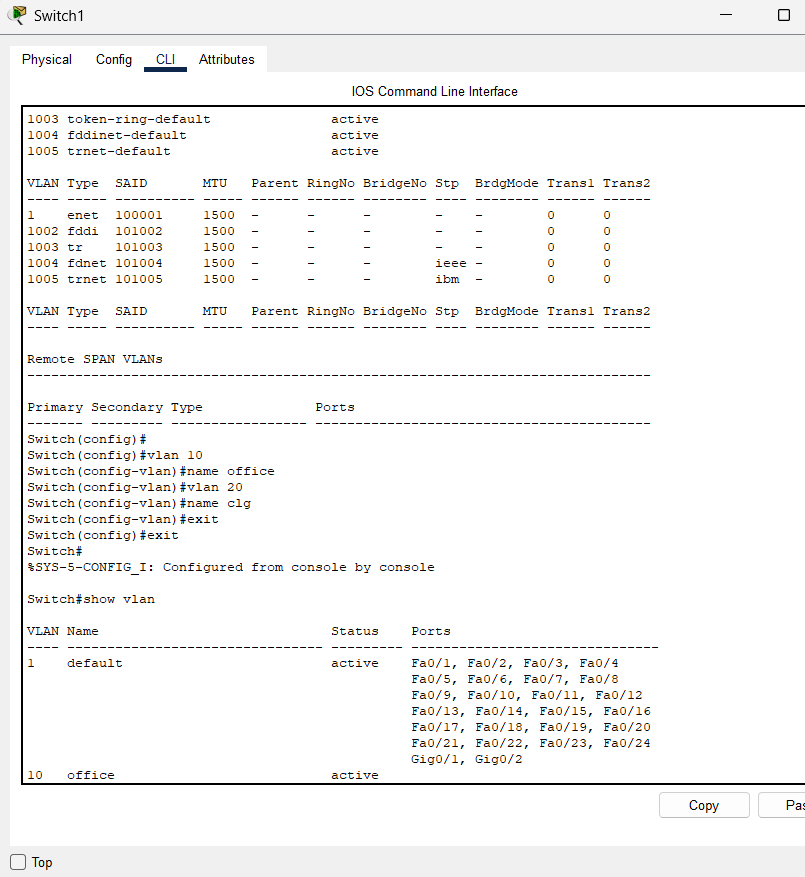 Switch1
Physical Config CLI Attributes
IOS Command Line Interface
1003 token-ring-default               active
1004 fddinet-default                  active
1005 trnet-default                    active
VLAN Type  SAID       MTU   Parent RingNo BridgeNo Stp  BrdgMode Trans1 Trans2
---- ----- ---------- ----- ------ ------ -------- ---- -------- ------ ------
1    enet  100001     1500  -      -      -        -    -        0      0
1002 fddi  101002     1500  -      -      -        -    -        0      0
1003 tr    101003     1500  -      -      -        -    -        0      0
1004 fdnet 101004     1500  -      -      -        ieee -        0      0
1005 trnet 101005     1500  -      -      -        ibm  -        0      0
VLAN Type  SAID       MTU   Parent RingNo BridgeNo Stp  BrdgMode Trans1 Trans2
---- ----- ---------- ----- ------ ------ -------- ---- -------- ------ ------
Remote SPAN VLANs
------------------------------------------------------------------------------
Primary Secondary Type              Ports
------- --------- ----------------- ------------------------------------------
Switch(config)#
Switch(config)#vlan 10
Switch(config-vlan)#name office
Switch(config-vlan)#vlan 20
Switch(config-vlan)#name clg
Switch(config-vlan)#exit
Switch(config)#exit
Switch#
%SYS-5-CONFIG_I: Configured from console by console
Switch#show vlan
VLAN Name                             Status    Ports
---- -------------------------------- --------- -------------------------------
1    default                          active    Fa0/1, Fa0/2, Fa0/3, Fa0/4
Fa0/5, Fa0/6, Fa0/7, Fa0/8
Fa0/9, Fa0/10, Fa0/11, Fa0/12
Fa0/13, Fa0/14, Fa0/15, Fa0/16
Fa0/17, Fa0/18, Fa0/19, Fa0/20
Fa0/21, Fa0/22, Fa0/23, Fa0/24
Gig0/1, Gig0/2
10   office                           active
Copy Pas
Top